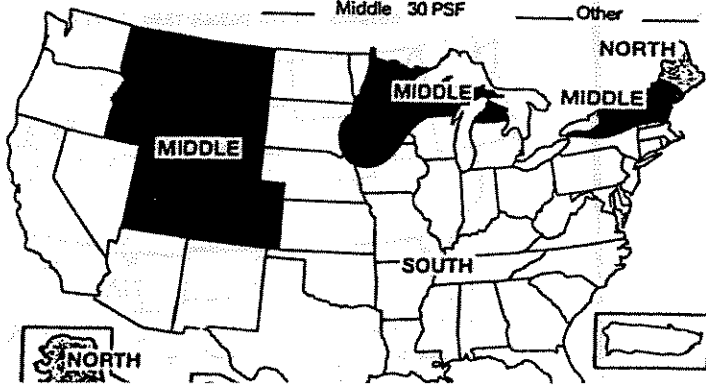 Middle 30 PSF Other
NORTH
MIDDLE
MIDDLE
MIDDLE
SOUTH
NORTH